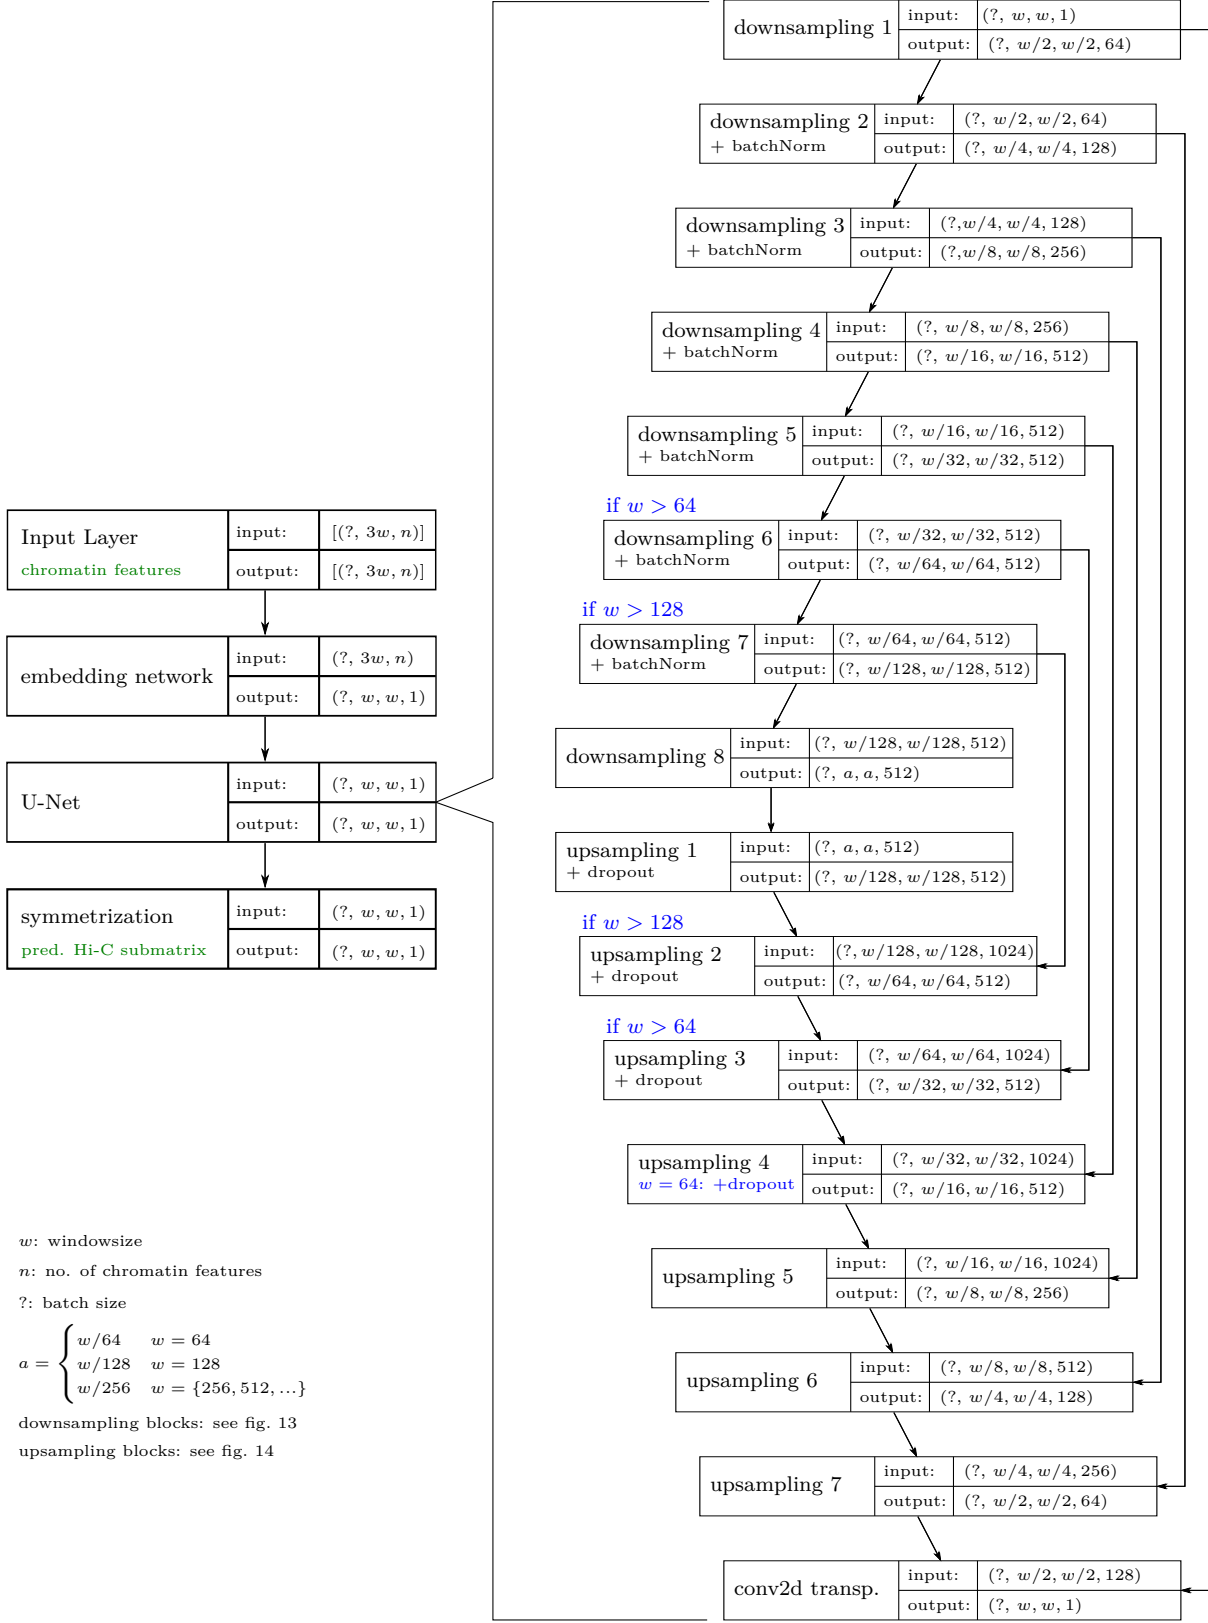 Input Layer
chromatin features
input: [(?, 3w, n)]
output: [(?, 3w, n)]
embedding network
input: (?, 3w, n)
output: (?, w, w, 1)
U-Net
input: (?, w, w, 1)
output: (?, w, w, 1)
symmetrization
pred. Hi-C submatrix
input: (?, w, w, 1)
output: (?, w, w, 1)
w: windowsize
n: no. of chromatin features
?: batch size
a = { w/64 w = 64
w/128 w = 128
w/256 w = {256, 512, ...}
downsampling blocks: see fig. 13
upsampling blocks: see fig. 14
downsampling 1
input: (?, w, w, 1)
output: (?, w/2, w/2, 64)
downsampling 2
+ batchNorm
input: (?, w/2, w/2, 64)
output: (?, w/4, w/4, 128)
downsampling 3
+ batchNorm
input: (?,w/4, w/4, 128)
output: (?,w/8, w/8, 256)
downsampling 4
+ batchNorm
input: (?, w/8, w/8, 256)
output: (?, w/16, w/16, 512)
downsampling 5
+ batchNorm
input: (?, w/16, w/16, 512)
output: (?, w/32, w/32, 512)
if w > 64
downsampling 6
+ batchNorm
input: (?, w/32, w/32, 512)
output: (?, w/64, w/64, 512)
if w > 128
downsampling 7
+ batchNorm
input: (?, w/64, w/64, 512)
output: (?, w/128, w/128, 512)
downsampling 8
input: (?, w/128, w/128, 512)
output: (?, a, a, 512)
upsampling 1
+ dropout
input: (?, a, a, 512)
output: (?, w/128, w/128, 512)
if w > 128
upsampling 2
+ dropout
input: (?, w/128, w/128, 1024)
output: (?, w/64, w/64, 512)
if w > 64
upsampling 3
+ dropout
input: (?, w/64, w/64, 1024)
output: (?, w/32, w/32, 512)
upsampling 4
w = 64: +dropout
input: (?, w/32, w/32, 1024)
output: (?, w/16, w/16, 512)
upsampling 5
input: (?, w/16, w/16, 1024)
output: (?, w/8, w/8, 256)
upsampling 6
input: (?, w/8, w/8, 512)
output: (?, w/4, w/4, 128)
upsampling 7
input: (?, w/4, w/4, 256)
output: (?, w/2, w/2, 64)
conv2d transp.
input: (?, w/2, w/2, 128)
output: (?, w, w, 1)